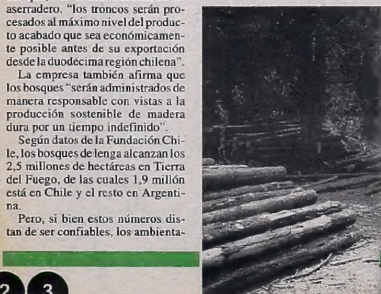 aserradero, "los troncos serán pro-
cesados al máximo nivel del produc-
to acabado que sea económicamen-
te posible antes de su exportación
desde la duodécima región chilena".
La empresa también afirma que
los bosques "serán administrados de
manera responsable con vistas a la
producción sostenible de madera
dura por un tiempo indefinido".
Según datos de la Fundación Chi-
le, los bosques de lenga alcanzan los
2,5 millones de hectáreas en Tierra
del Fuego, de las cuales 1,9 millón
está en Chile y el resto en Argenti-
na.
Pero, si bien estos números dis-
tan de ser confiables, los ambienta-
2 3